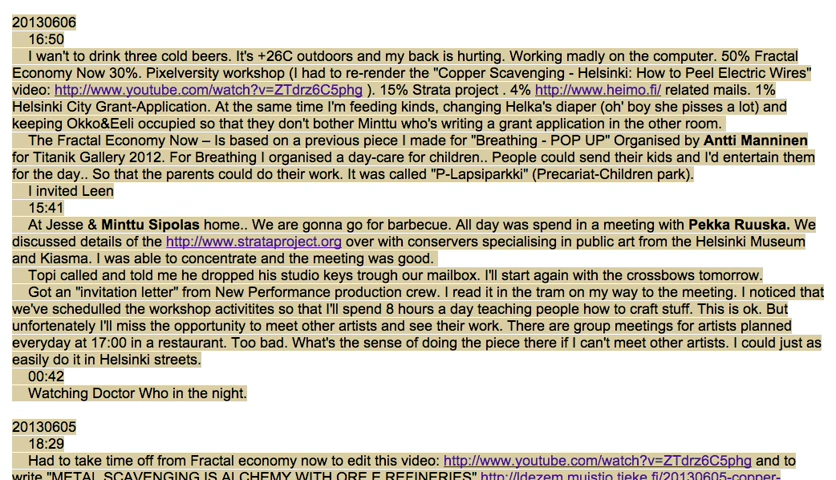 20130606
16:50
I wan't to drink three cold beers. It's +26C outdoors and my back is hurting. Working madly on the computer. 50% Fractal
Economy Now 30%. Pixelversity workshop (I had to re-render the "Copper Scavenging - Helsinki: How to Peel Electric Wires"
video: http://www.youtube.com/watch?v=ZTdrz6C5phg ). 15% Strata project . 4% http://www.heimo.fi/ related mails. 1%
Helsinki City Grant-Application. At the same time I'm feeding kinds, changing Helka's diaper (oh' boy she pisses a lot) and
keeping Okko&Eeli occupied so that they don't bother Minttu who's writing a grant application in the other room.
The Fractal Economy Now – Is based on a previous piece I made for "Breathing - POP UP" Organised by Antti Manninen
for Titanik Gallery 2012. For Breathing I organised a day-care for children.. People could send their kids and I'd entertain them
for the day.. So that the parents could do their work. It was called "P-Lapsiparkki" (Precariat-Children park).
I invited Leen
15:41
At Jesse & Minttu Sipolas home.. We are gonna go for barbecue. All day was spend in a meeting with Pekka Ruuska. We
discussed details of the http://www.strataproject.org over with conservers specialising in public art from the Helsinki Museum
and Kiasma. I was able to concentrate and the meeting was good.
Topi called and told me he dropped his studio keys trough our mailbox. I'll start again with the crossbows tomorrow.
Got an "invitation letter" from New Performance production crew. I read it in the tram on my way to the meeting. I noticed that
we've schedulled the workshop activitites so that I'll spend 8 hours a day teaching people how to craft stuff. This is ok. But
unfortenately I'll miss the opportunity to meet other artists and see their work. There are group meetings for artists planned
everyday at 17:00 in a restaurant. Too bad. What's the sense of doing the piece there if I can't meet other artists. I could just as
easily do it in Helsinki streets.
00:42
Watching Doctor Who in the night.
20130605
18:29
Had to take time off from Fractal economy now to edit this video: http://www.youtube.com/watch?v=ZTdrz6C5phg and to
write "METAL SCAVENGING IS ALCHEMY WITH ORE E REFINERIES" http://ldezem.muistio.tieke.fi/20130605-copper-